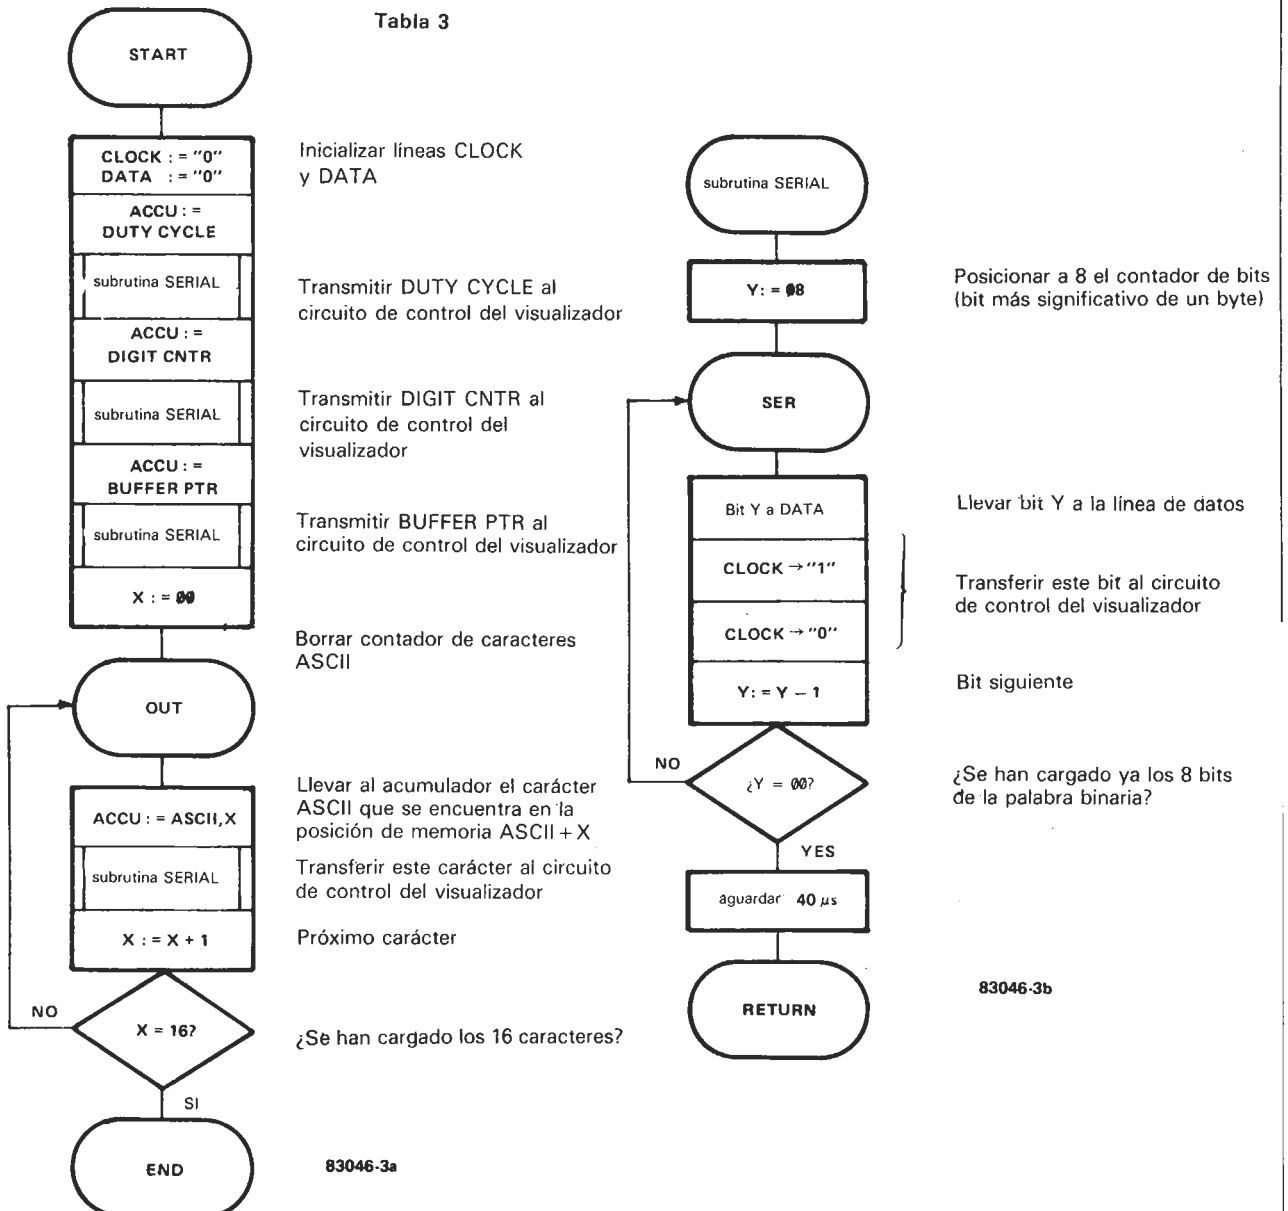 Tabla 3
START
CLOCK : = "0"
DATA : = "0"
Inicializar líneas CLOCK
y DATA
ACCU : =
DUTY CYCLE
subrutina SERIAL
Transmitir DUTY CYCLE al
circuito de control del visualizador
ACCU : =
DIGIT CNTR
subrutina SERIAL
Transmitir DIGIT CNTR al
circuito de control del
visualizador
ACCU : =
BUFFER PTR
subrutina SERIAL
Transmitir BUFFER PTR al
circuito de control del visualizador
X : = 00
Borrar contador de caracteres
ASCII
OUT
ACCU : = ASCII,X
Llevar al acumulador el carácter
ASCII que se encuentra en la
posición de memoria ASCII + X
subrutina SERIAL
Transferir este carácter al circuito
de control del visualizador
X : = X + 1
Próximo carácter
NO
X = 16?
¿Se han cargado los 16 caracteres?
SI
END
83046-3a
subrutina SERIAL
Y : = 08
Posicionar a 8 el contador de bits
(bit más significativo de un byte)
SER
Bit Y a DATA
Llevar bit Y a la línea de datos
CLOCK → "1"
CLOCK → "0"
Transferir este bit al circuito
de control del visualizador
Y : = Y – 1
Bit siguiente
NO
¿Y = 00?
¿Se han cargado ya los 8 bits
de la palabra binaria?
YES
aguardar 40 µs
RETURN
83046-3b